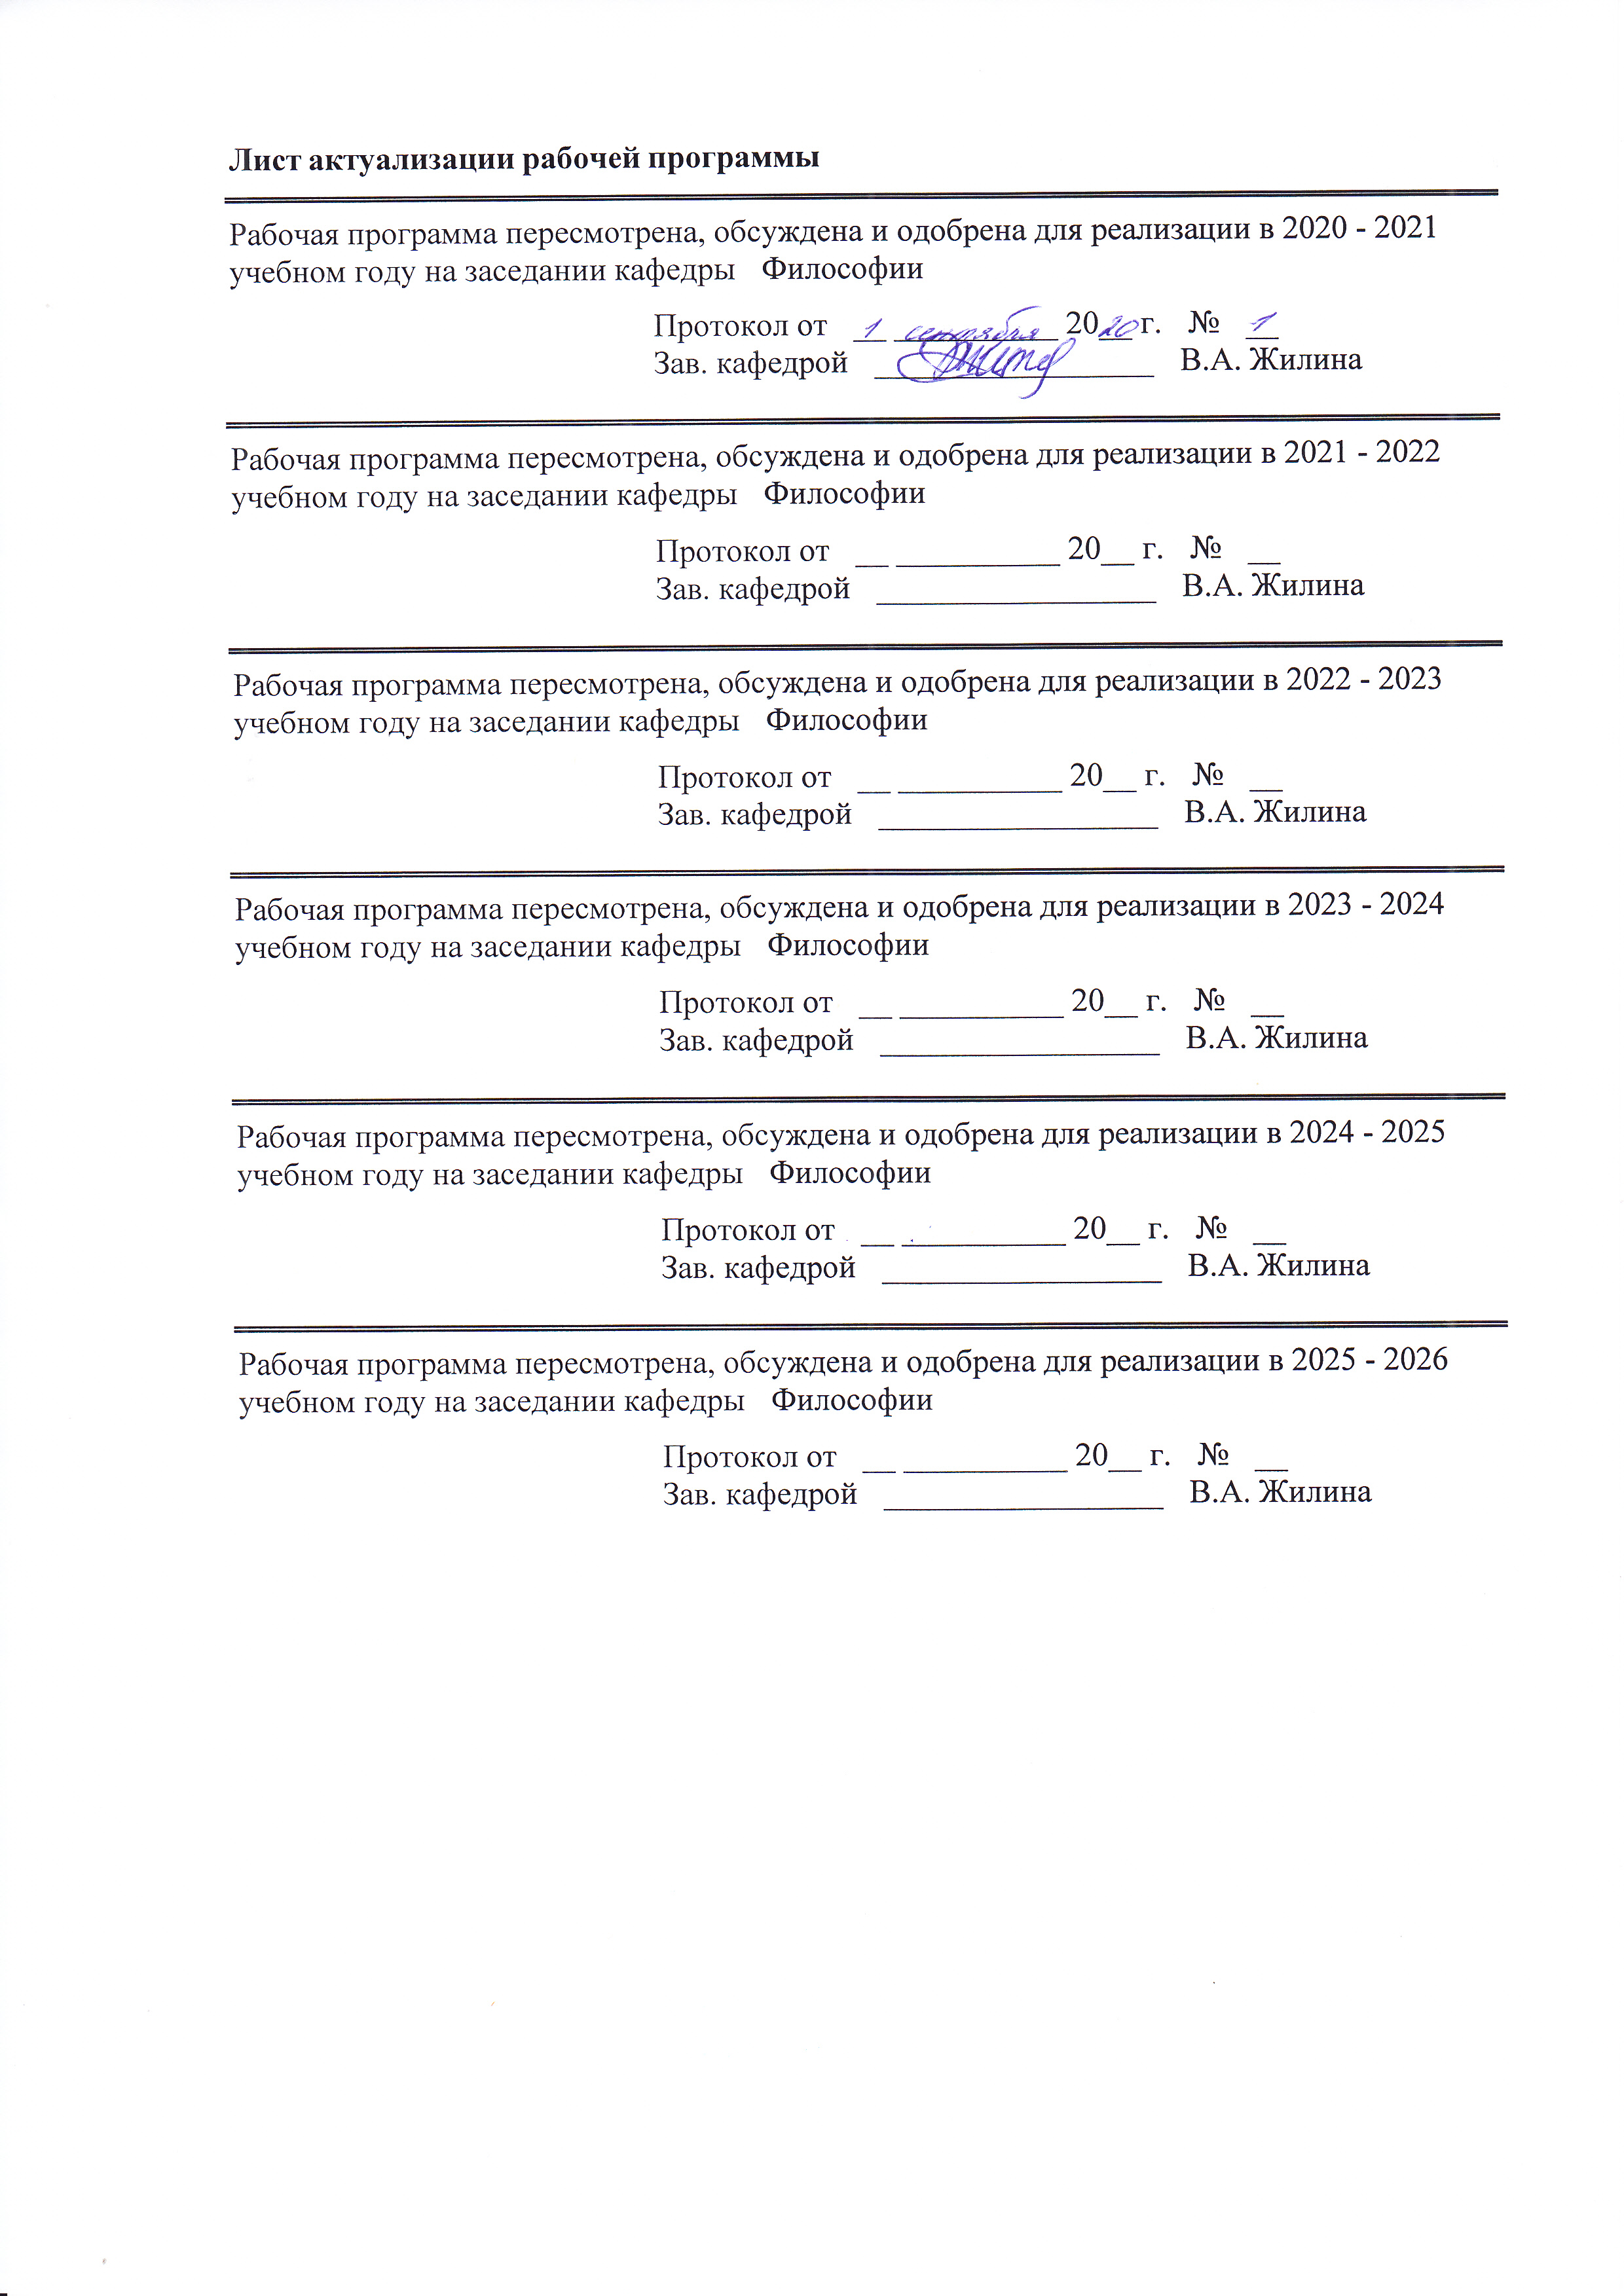 Лист актуализации рабочей программы
Рабочая программа пересмотрена, обсуждена и одобрена для реализации в 2020 - 2021
учебном году на заседании кафедры Философии
Протокол от 1 сентября 2020 г. № 1
Зав. кафедрой ____ В.А. Жилина
Рабочая программа пересмотрена, обсуждена и одобрена для реализации в 2021 - 2022
учебном году на заседании кафедры Философии
Протокол от __ __________ 20__ г. № __
Зав. кафедрой _________________ В.А. Жилина
Рабочая программа пересмотрена, обсуждена и одобрена для реализации в 2022 - 2023
учебном году на заседании кафедры Философии
Протокол от __ __________ 20__ г. № __
Зав. кафедрой _________________ В.А. Жилина
Рабочая программа пересмотрена, обсуждена и одобрена для реализации в 2023 - 2024
учебном году на заседании кафедры Философии
Протокол от __ __________ 20__ г. № __
Зав. кафедрой _________________ В.А. Жилина
Рабочая программа пересмотрена, обсуждена и одобрена для реализации в 2024 - 2025
учебном году на заседании кафедры Философии
Протокол от __ __________ 20__ г. № __
Зав. кафедрой _________________ В.А. Жилина
Рабочая программа пересмотрена, обсуждена и одобрена для реализации в 2025 - 2026
учебном году на заседании кафедры Философии
Протокол от __ __________ 20__ г. № __
Зав. кафедрой _________________ В.А. Жилина